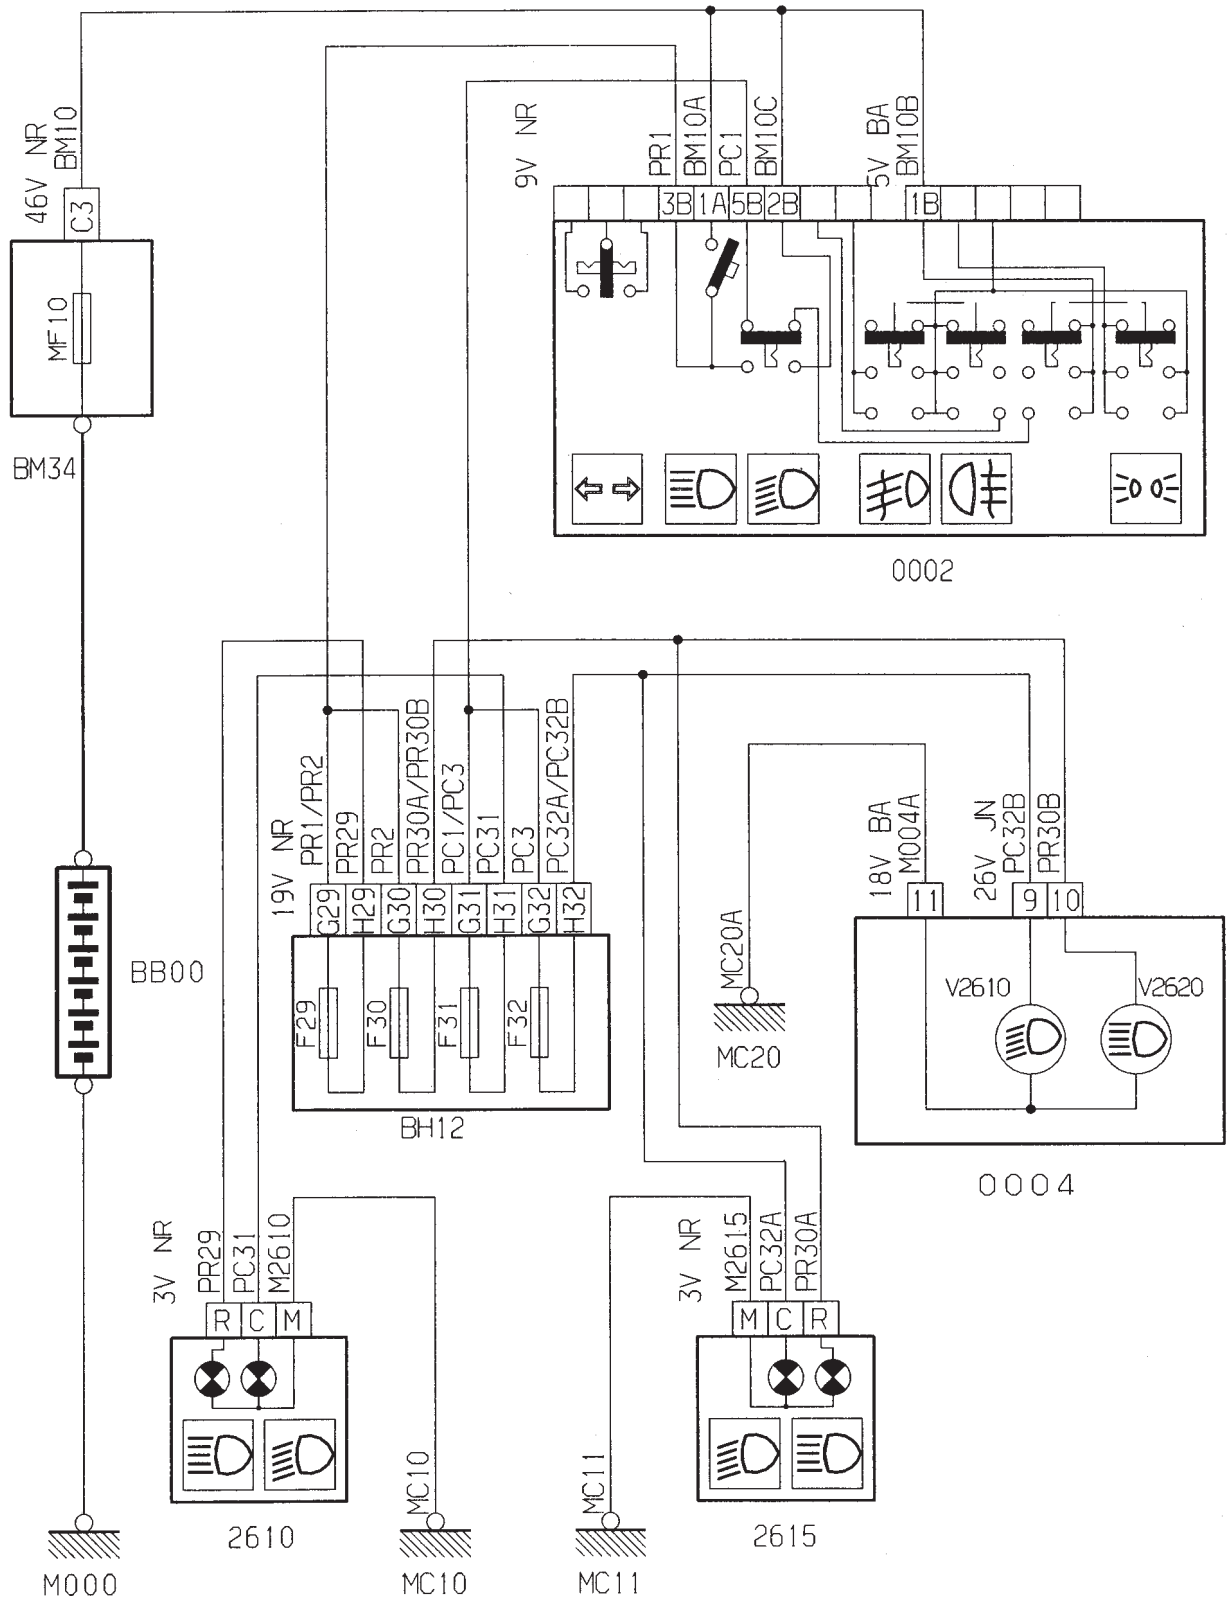 46V NR
BM10
C3
MF10
BM34
BB00
M000
9V NR
PR1
BM10A
PC1
BM10C
5V BA
BM10B
3B 1A 5B 2B 1B
0002
19V NR
PR1/PR2
PR29
PR2
PR30A/PR30B
PC1/PC3
PC31
PC3
PC32A/PC32B
G29 H29 G30 H30 G31 H31 G32 H32
F29 F30 F31 F32
BH12
18V BA
M004A
26V JN
PC32B
PR30B
11 9 10
V2610 V2620
0004
MC20A
MC20
3V NR
PR29
PC31
M2610
R C M
2610
MC10
MC10
MC11
MC11
3V NR
M2615
PC32A
PR30A
M C R
2615